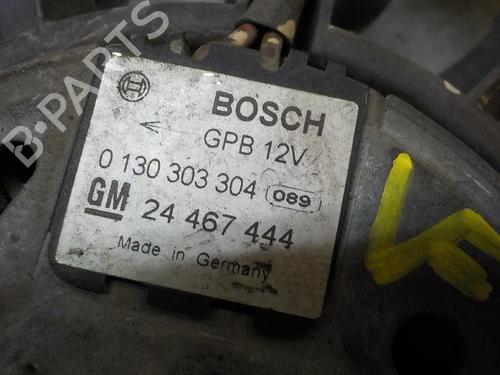 BOSCH
GPB 12V
0 130 303 304 089
GM 24 467 444
Made in Germany
B-PARTS